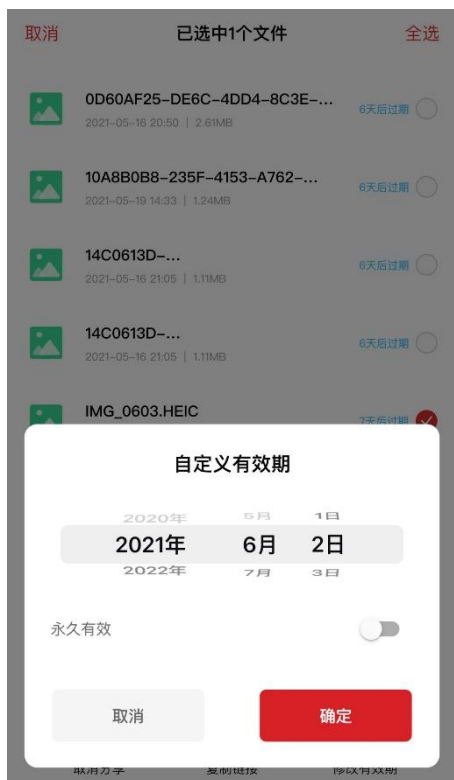 取消 已选中1个文件 全选
0D60AF25-DE6C-4DD4-8C3E-...
6天后过期
2021-05-16 20:50 | 2.61MB
10A8B0B8-235F-4153-A762-...
6天后过期
2021-05-19 14:33 | 1.24MB
14C0613D-...
6天后过期
2021-05-16 21:05 | 1.11MB
14C0613D-...
6天后过期
2021-05-16 21:05 | 1.11MB
IMG_0603.HEIC
7天后过期
自定义有效期
2020年 5月 1日
2021年 6月 2日
2022年 7月 3日
永久有效
取消 确定
取消分享 复制链接 修改有效期